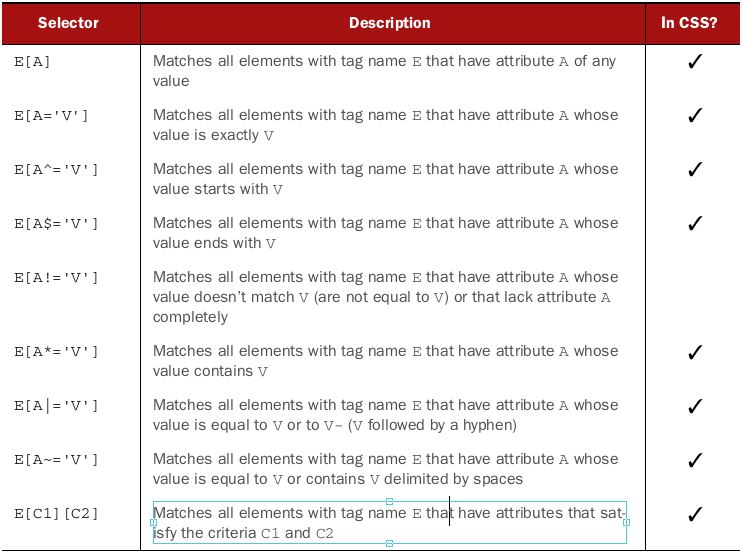 Selector Description In CSS?
E[A] Matches all elements with tag name E that have attribute A of any ✓
value
E[A='V'] Matches all elements with tag name E that have attribute A whose ✓
value is exactly V
E[A^='V'] Matches all elements with tag name E that have attribute A whose ✓
value starts with V
E[A$='V'] Matches all elements with tag name E that have attribute A whose ✓
value ends with V
E[A!='V'] Matches all elements with tag name E that have attribute A whose
value doesn't match V (are not equal to V) or that lack attribute A
completely
E[A*='V'] Matches all elements with tag name E that have attribute A whose ✓
value contains V
E[A|='V'] Matches all elements with tag name E that have attribute A whose ✓
value is equal to V or to V– (V followed by a hyphen)
E[A~='V'] Matches all elements with tag name E that have attribute A whose ✓
value is equal to V or contains V delimited by spaces
E[C1][C2] Matches all elements with tag name E that have attributes that sat- ✓
isfy the criteria C1 and C2